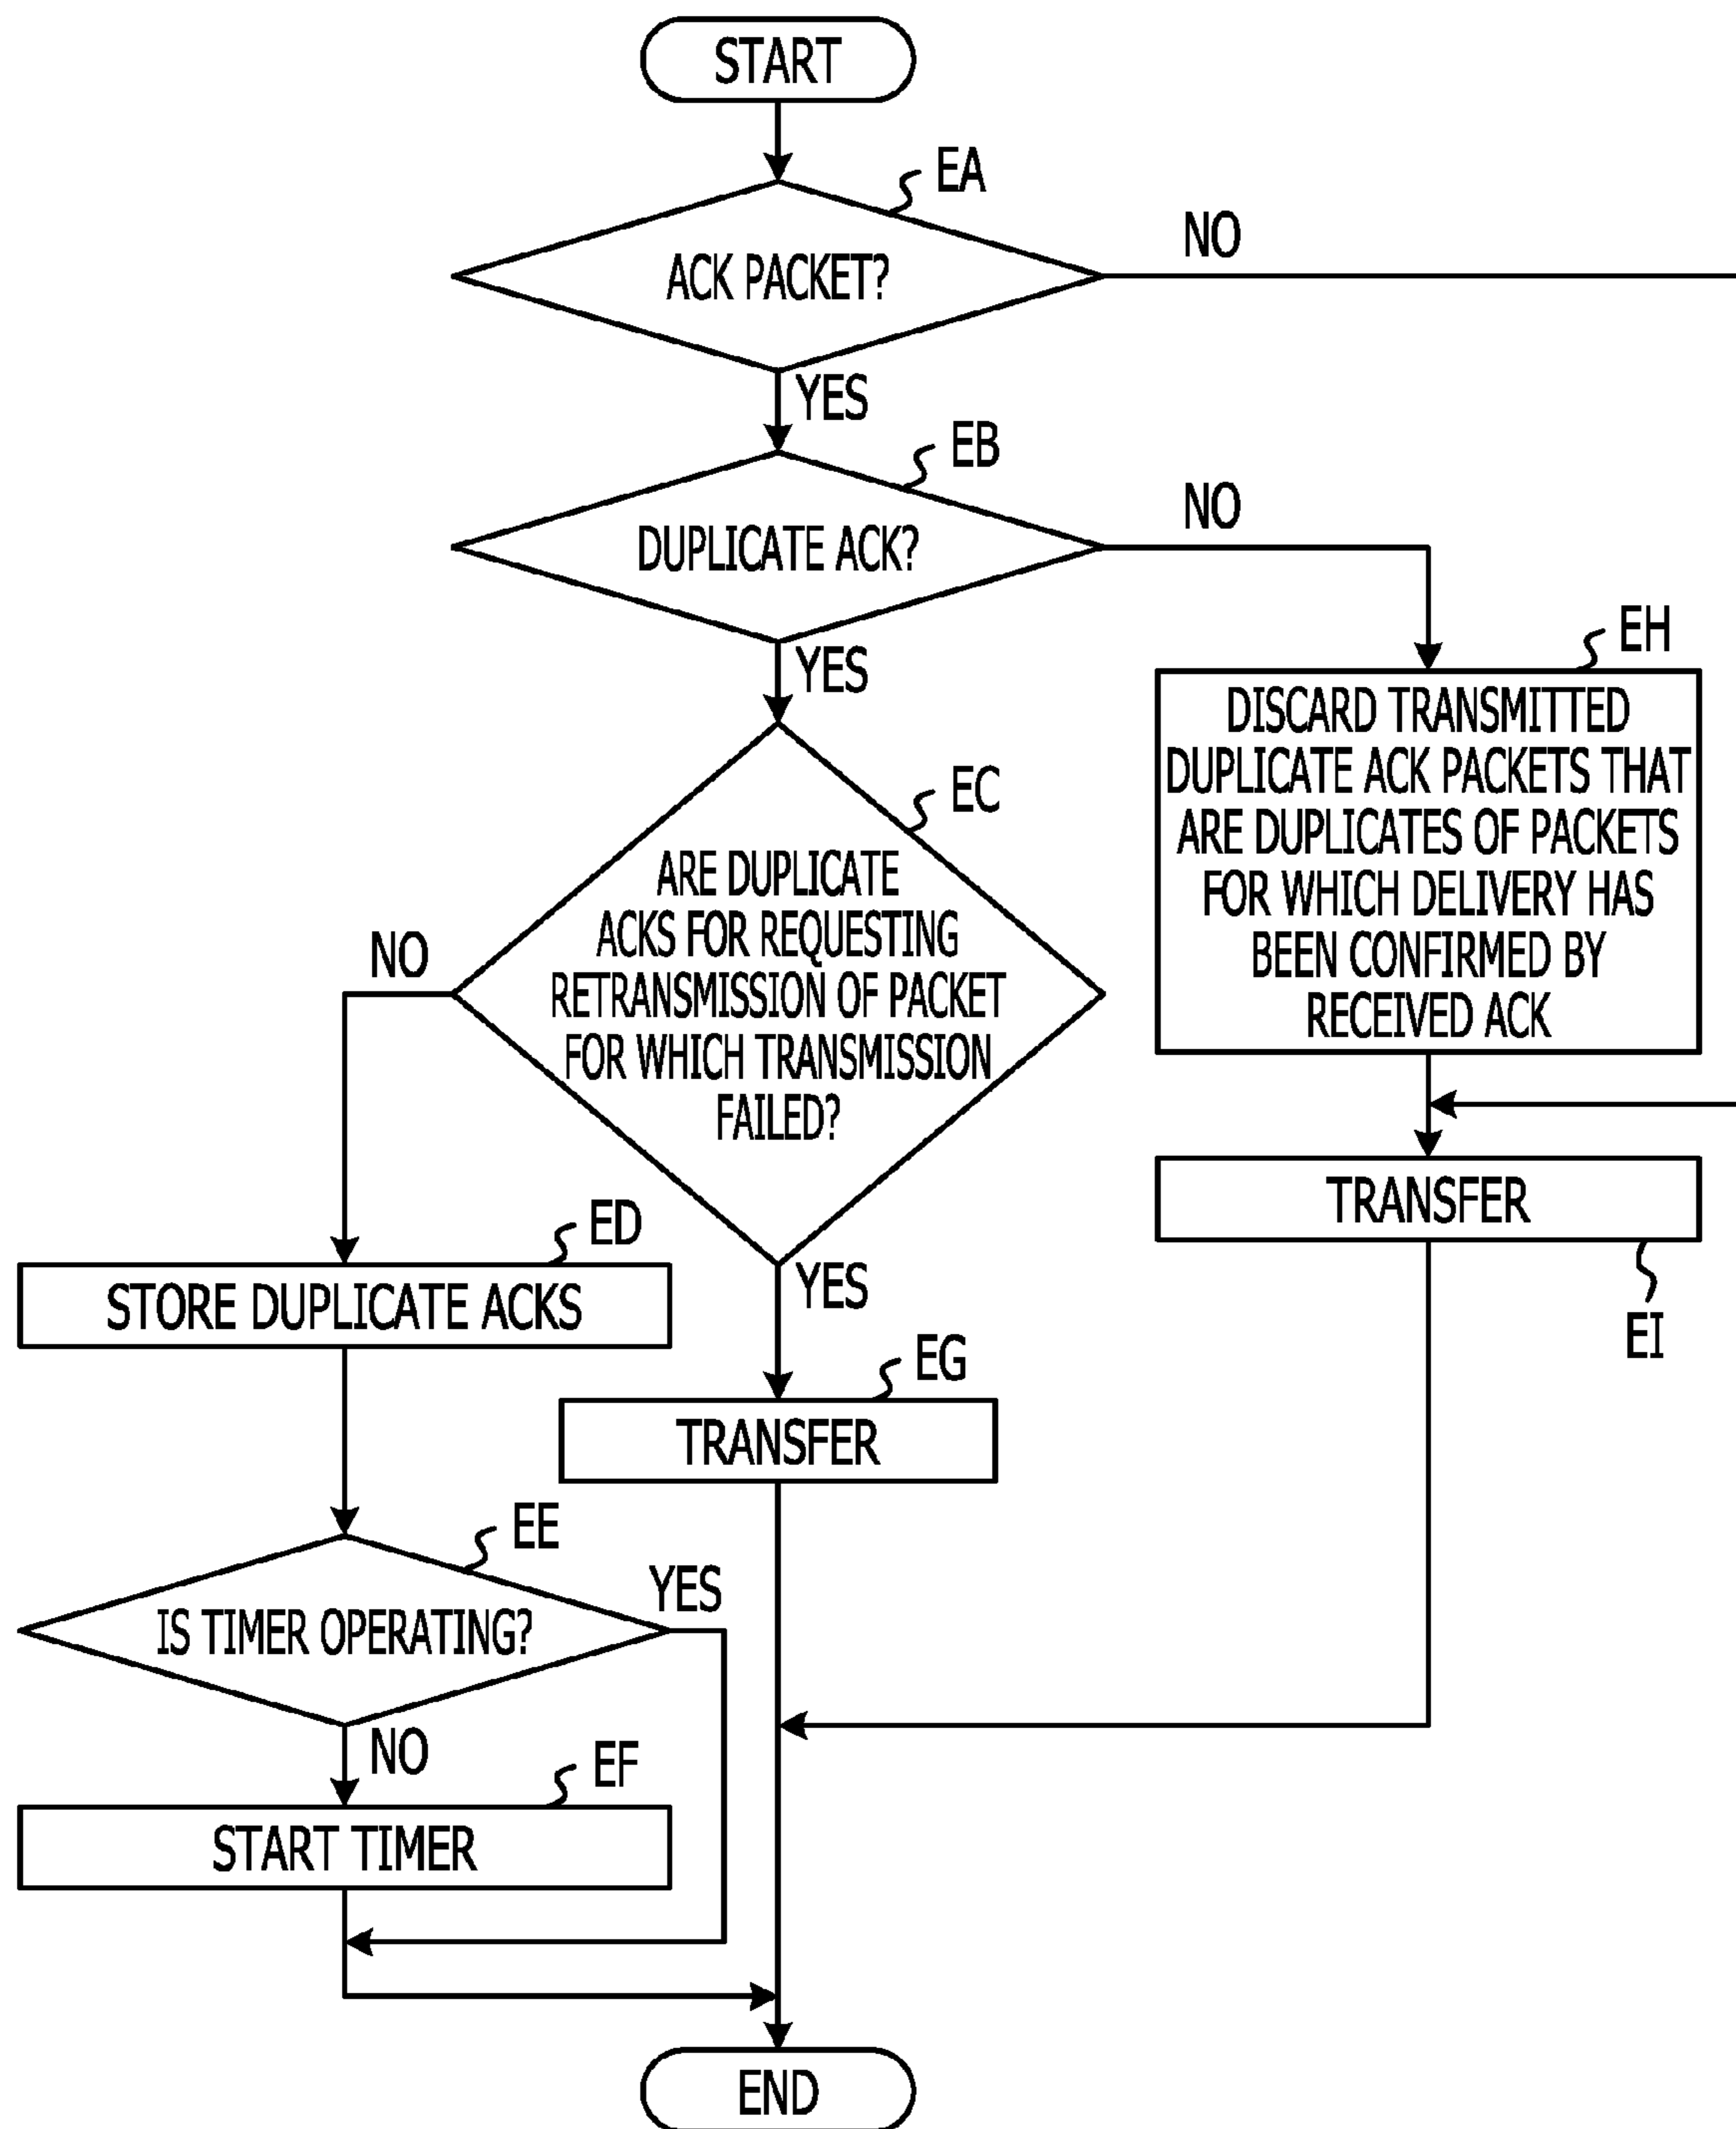 START
EA
ACK PACKET?
NO
YES
EB
DUPLICATE ACK?
NO
YES
EH
DISCARD TRANSMITTED
DUPLICATE ACK PACKETS THAT
ARE DUPLICATES OF PACKETS
FOR WHICH DELIVERY HAS
BEEN CONFIRMED BY
RECEIVED ACK
EC
ARE DUPLICATE
ACKS FOR REQUESTING
RETRANSMISSION OF PACKET
FOR WHICH TRANSMISSION
FAILED?
NO
YES
TRANSFER
EI
ED
STORE DUPLICATE ACKS
EG
TRANSFER
EE
IS TIMER OPERATING?
YES
NO
EF
START TIMER
END